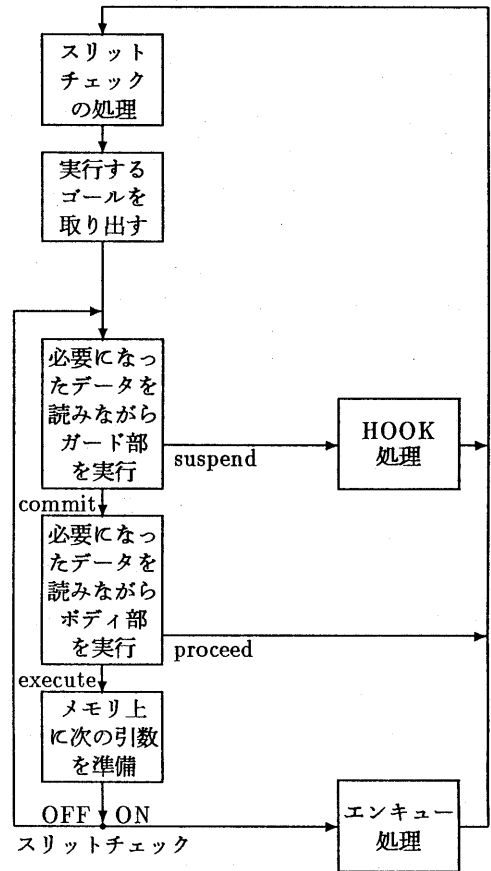 スリット
チェック
の処理
実行する
ゴールを
取り出す
必要になっ
たデータを
読みながら
ガード部
を実行
suspend
HOOK
処理
commit
必要になっ
たデータを
読みながら
ボディ部
を実行
proceed
execute
メモリ上
に次の引数
を準備
OFF ON
スリットチェック
エンキュー
処理